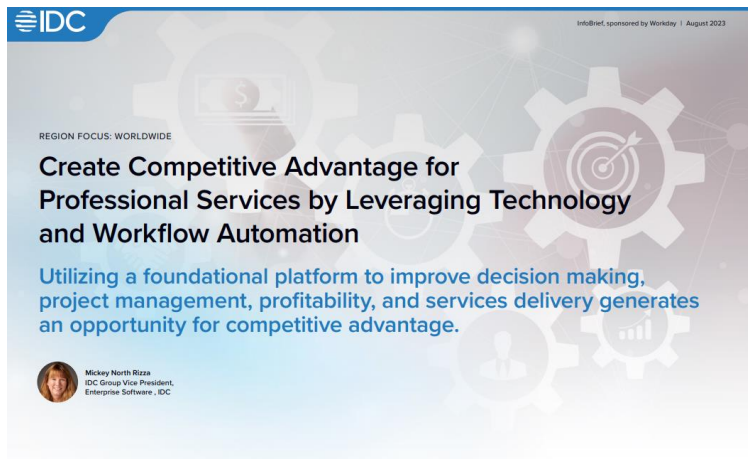 IDC
InfoBrief, sponsored by Workday | August 2023
REGION FOCUS: WORLDWIDE
Create Competitive Advantage for
Professional Services by Leveraging Technology
and Workflow Automation
Utilizing a foundational platform to improve decision making,
project management, profitability, and services delivery generates
an opportunity for competitive advantage.
Mickey North Rizza
IDC Group Vice President,
Enterprise Software , IDC